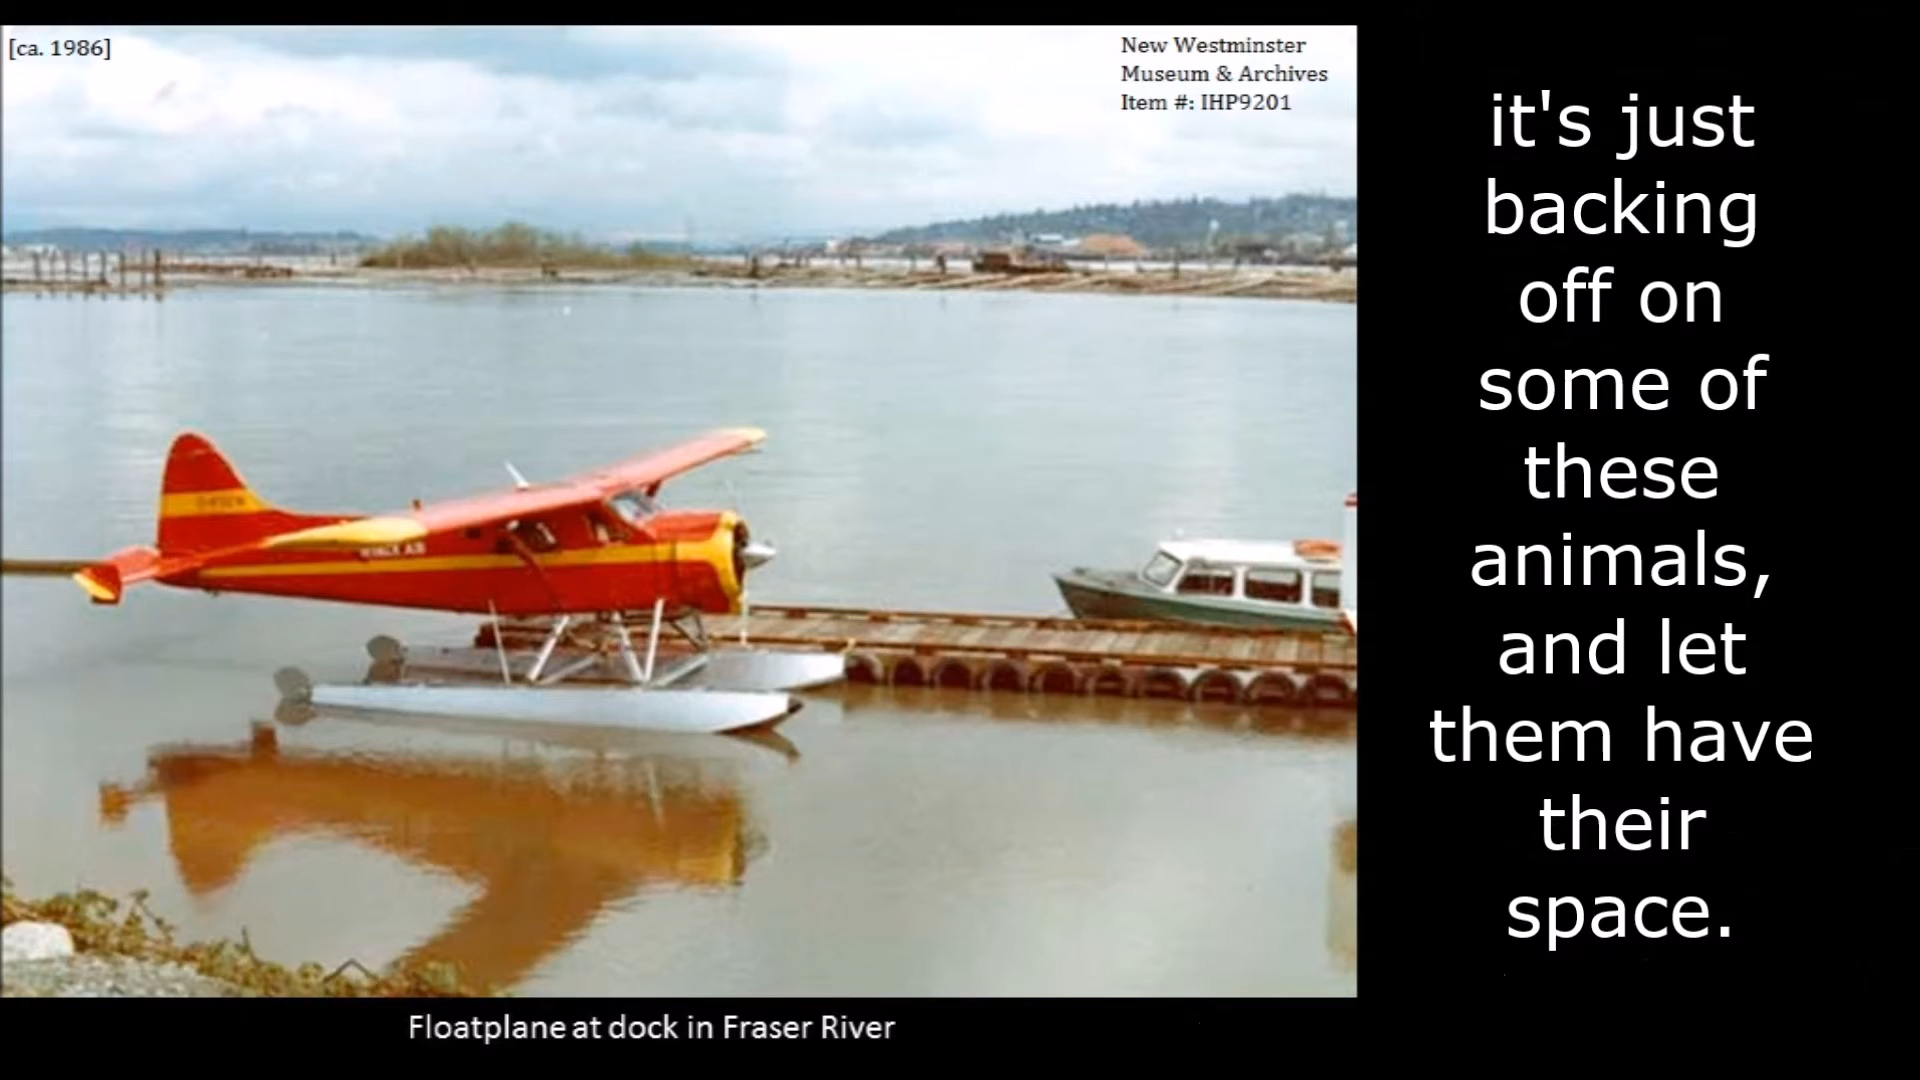 [ca. 1986]
New Westminster
Museum & Archives
Item #: IHP9201
it's just
backing
off on
some of
these
animals,
and let
them have
their
space.
Floatplane at dock in Fraser River